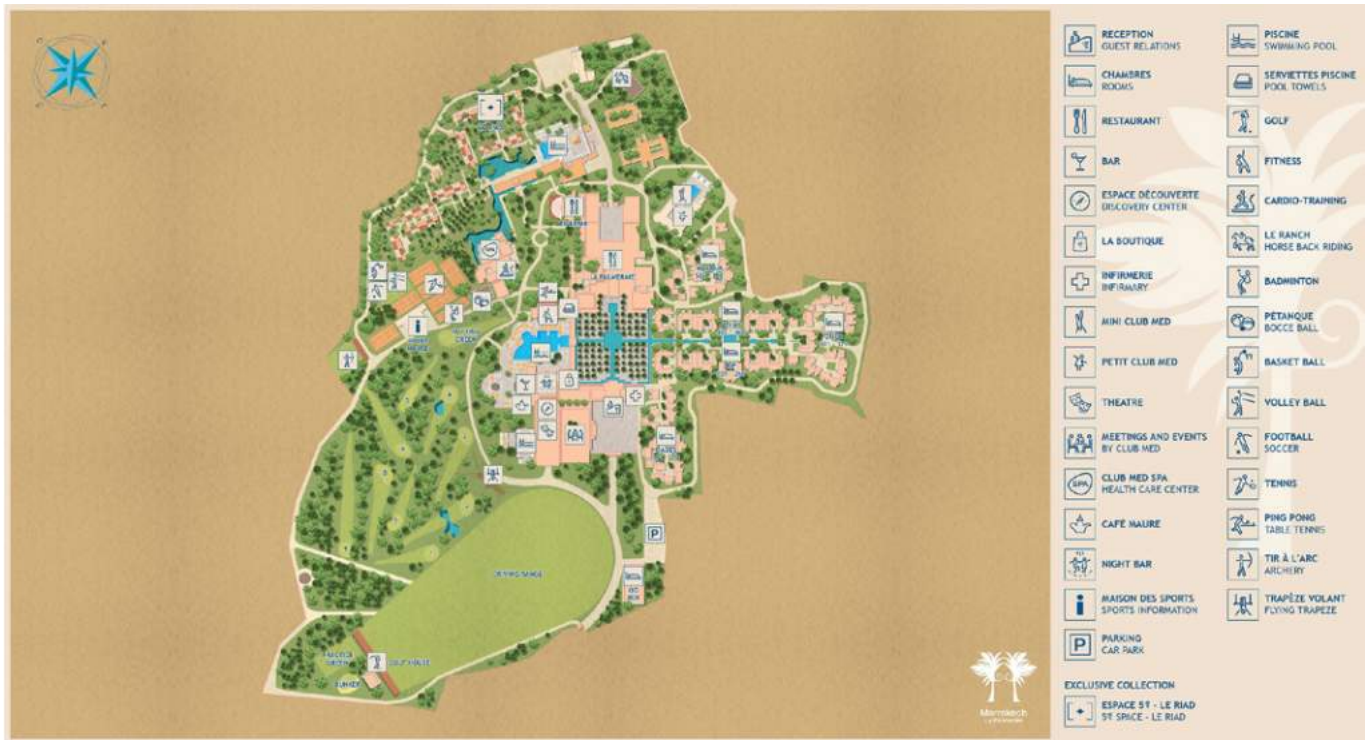 RECEPTION
GUEST RELATIONS
CHAMBRES
ROOMS
RESTAURANT
BAR
ESPACE DÉCOUVERTE
DISCOVERY CENTER
LA BOUTIQUE
INFIRMERIE
INFIRMARY
MINI CLUB MED
PETIT CLUB MED
THEATRE
MEETINGS AND EVENTS
BY CLUB MED
SPA
CLUB MED SPA
HEALTH CARE CENTER
CAFÉ MAURE
NIGHT BAR
MAISON DES SPORTS
SPORTS INFORMATION
P
PARKING
CAR PARK
EXCLUSIVE COLLECTION
ESPACE 5T - LE RIAD
5T SPACE - LE RIAD
PISCINE
SWIMMING POOL
SERVIETTES PISCINE
POOL TOWELS
GOLF
FITNESS
CARDIO-TRAINING
LE RANCH
HORSE BACK RIDING
BADMINTON
PÉTANQUE
BOCCE BALL
BASKET BALL
VOLLEY BALL
FOOTBALL
SOCCER
TENNIS
PING PONG
TABLE TENNIS
TIR À L'ARC
ARCHERY
TRAPÈZE VOLANT
FLYING TRAPEZE
SPA
P
DRIVING RANGE
GOLF HOUSE
BUNKER
Marrakech